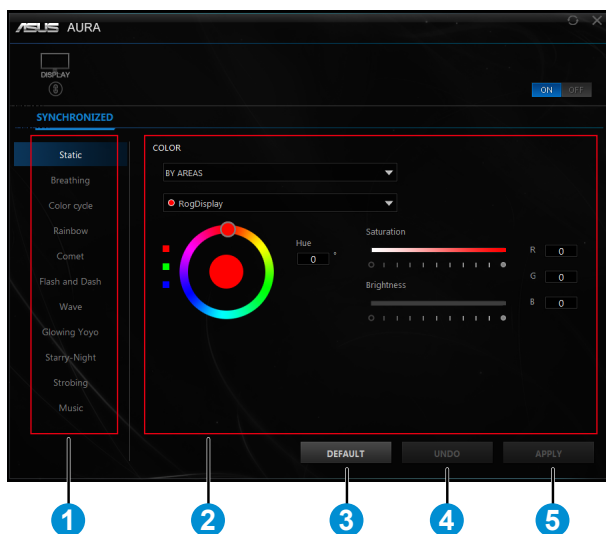 ASUS AURA
DISPLAY
ON OFF
SYNCHRONIZED
Static
Breathing
Color cycle
Rainbow
Comet
Flash and Dash
Wave
Glowing Yoyo
Starry-Night
Strobing
Music
COLOR
BY AREAS
RogDisplay
Hue
0 °
Saturation
Brightness
R 0
G 0
B 0
DEFAULT
UNDO
APPLY
1
2
3
4
5